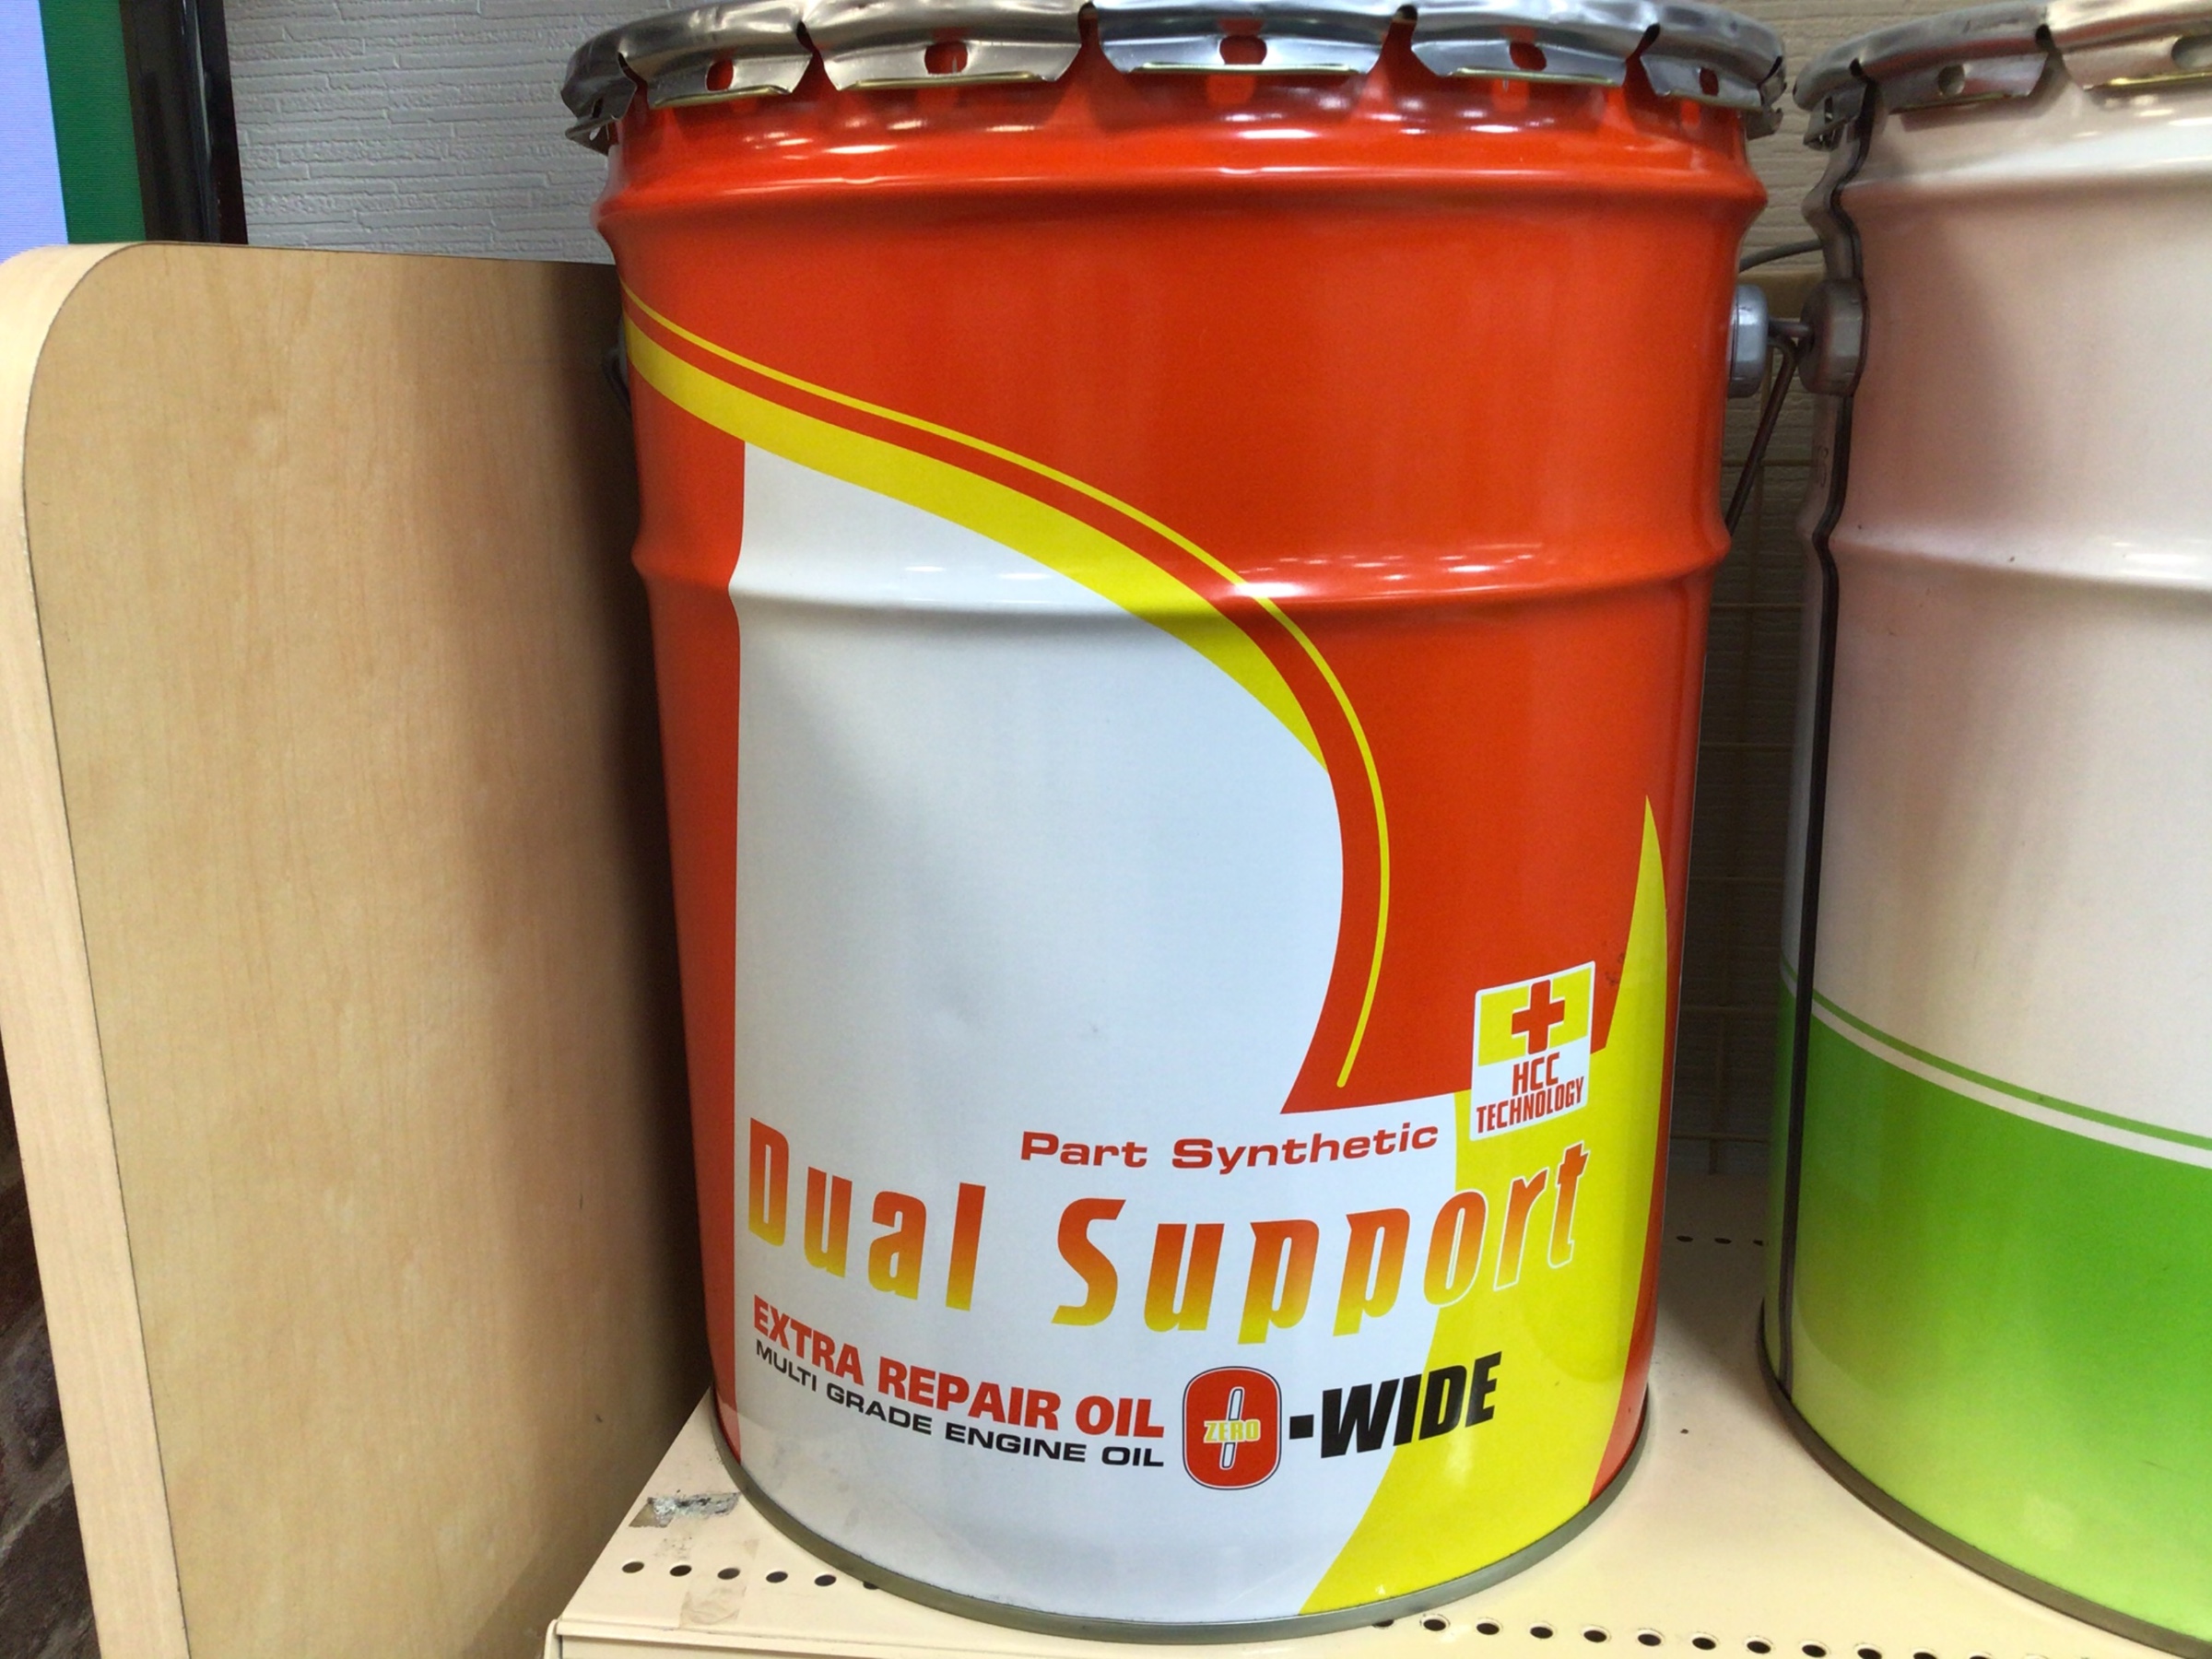 HCC
TECHNOLOGY
Part Synthetic
Dual Support
EXTRA REPAIR OIL
MULTI GRADE ENGINE OIL
0-WIDE
ZERO